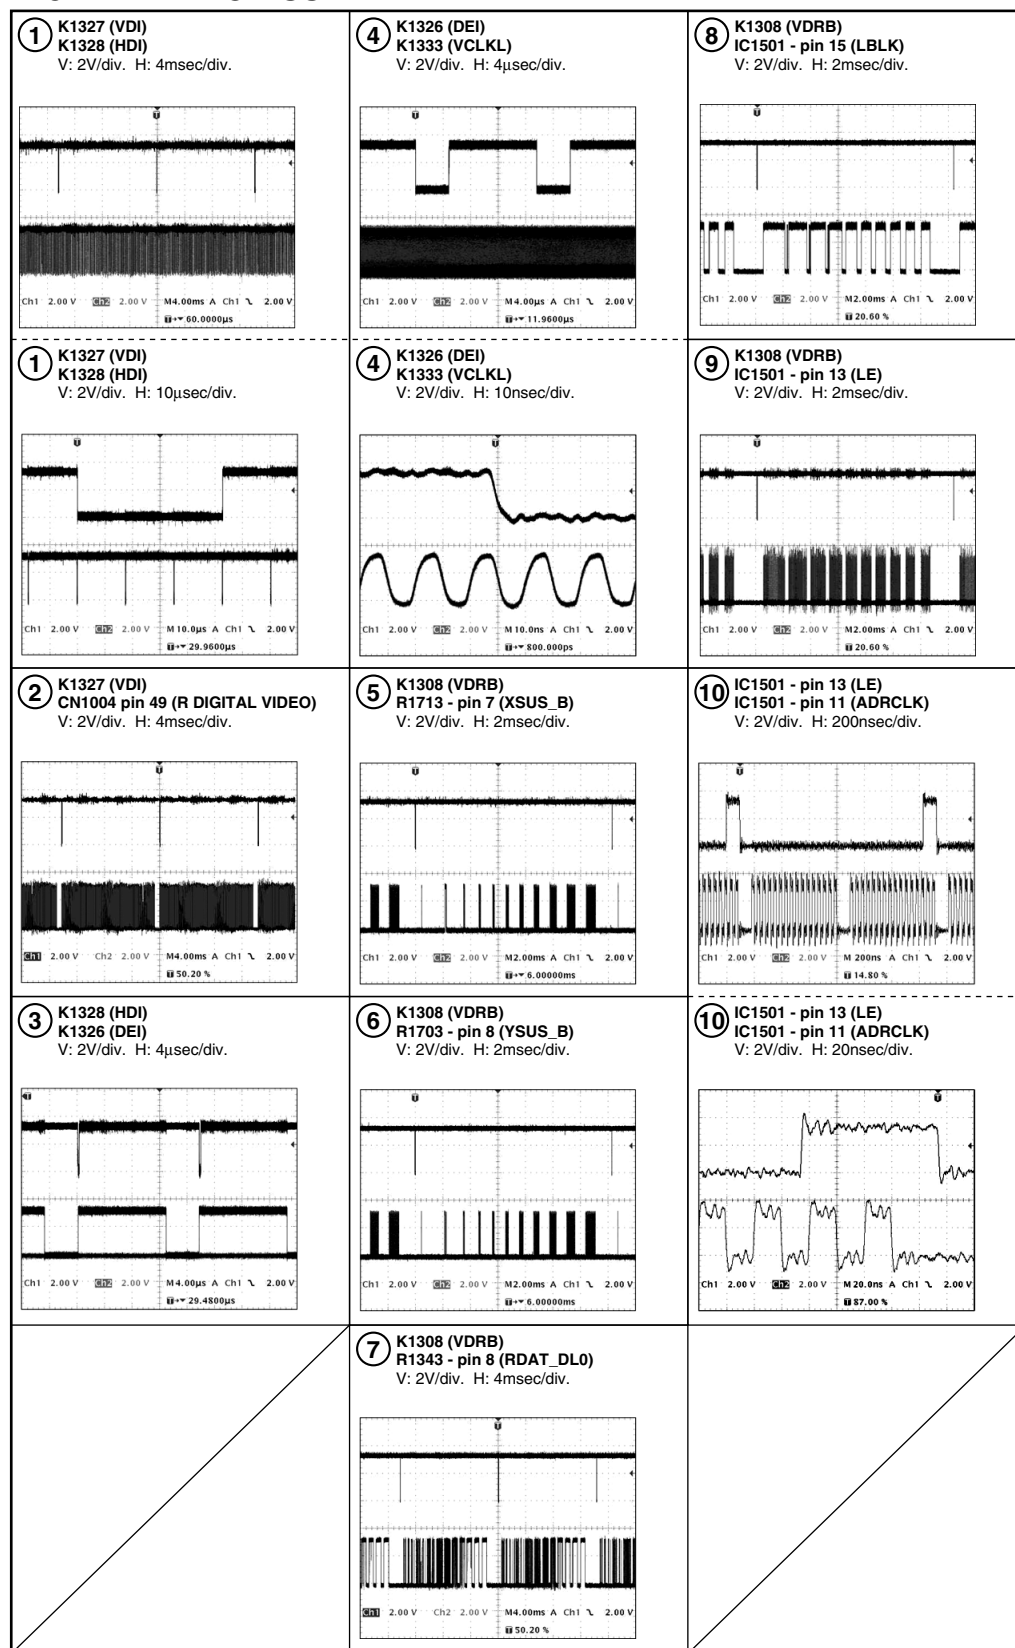 1
K1327 (VDI)
K1328 (HDI)
V: 2V/div. H: 4msec/div.
T
Ch1 2.00 V Ch2 2.00 V M4.00ms A Ch1 2.00 V
T 60.0000µs
1
K1327 (VDI)
K1328 (HDI)
V: 2V/div. H: 10µsec/div.
T
Ch1 2.00 V Ch2 2.00 V M10.0µs A Ch1 2.00 V
T 29.9600µs
2
K1327 (VDI)
CN1004 pin 49 (R DIGITAL VIDEO)
V: 2V/div. H: 4msec/div.
T
Ch1 2.00 V Ch2 2.00 V M4.00ms A Ch1 2.00 V
T 50.20 %
3
K1328 (HDI)
K1326 (DEI)
V: 2V/div. H: 4µsec/div.
T
Ch1 2.00 V Ch2 2.00 V M4.00µs A Ch1 2.00 V
T 29.4800µs
4
K1326 (DEI)
K1333 (VCLKL)
V: 2V/div. H: 4µsec/div.
T
Ch1 2.00 V Ch2 2.00 V M4.00µs A Ch1 2.00 V
T 11.9600µs
4
K1326 (DEI)
K1333 (VCLKL)
V: 2V/div. H: 10nsec/div.
T
Ch1 2.00 V Ch2 2.00 V M10.0ns A Ch1 2.00 V
T 800.000ps
5
K1308 (VDRB)
R1713 - pin 7 (XSUS_B)
V: 2V/div. H: 2msec/div.
T
Ch1 2.00 V Ch2 2.00 V M2.00ms A Ch1 2.00 V
T 6.00000ms
6
K1308 (VDRB)
R1703 - pin 8 (YSUS_B)
V: 2V/div. H: 2msec/div.
T
Ch1 2.00 V Ch2 2.00 V M2.00ms A Ch1 2.00 V
T 6.00000ms
7
K1308 (VDRB)
R1343 - pin 8 (RDAT_DL0)
V: 2V/div. H: 4msec/div.
T
Ch1 2.00 V Ch2 2.00 V M4.00ms A Ch1 2.00 V
T 50.20 %
8
K1308 (VDRB)
IC1501 - pin 15 (LBLK)
V: 2V/div. H: 2msec/div.
T
Ch1 2.00 V Ch2 2.00 V M2.00ms A Ch1 2.00 V
T 20.60 %
9
K1308 (VDRB)
IC1501 - pin 13 (LE)
V: 2V/div. H: 2msec/div.
T
Ch1 2.00 V Ch2 2.00 V M2.00ms A Ch1 2.00 V
T 20.60 %
10
IC1501 - pin 13 (LE)
IC1501 - pin 11 (ADRCLK)
V: 2V/div. H: 200nsec/div.
T
Ch1 2.00 V Ch2 2.00 V M 200ns A Ch1 2.00 V
T 14.80 %
10
IC1501 - pin 13 (LE)
IC1501 - pin 11 (ADRCLK)
V: 2V/div. H: 20nsec/div.
T
Ch1 2.00 V Ch2 2.00 V M 20.0ns A Ch1 2.00 V
T 87.00 %